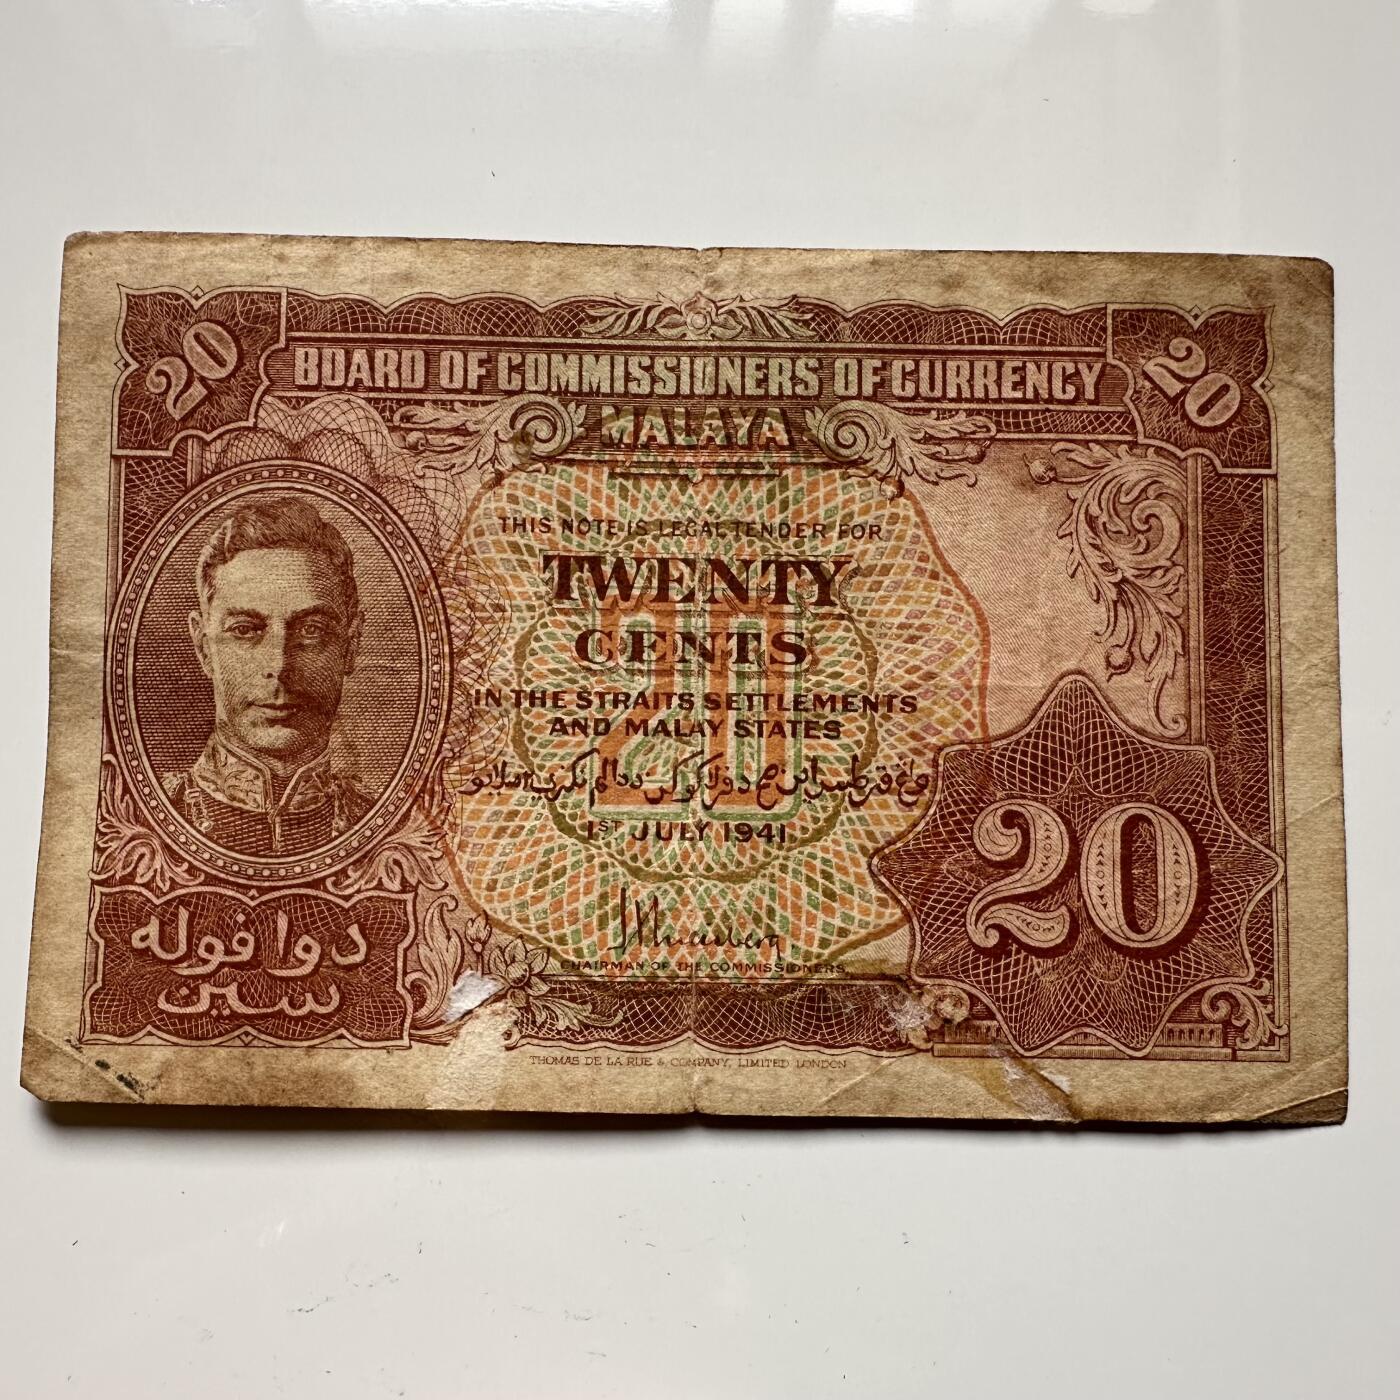 20
20
BOARD OF COMMISSIONERS OF CURRENCY
MALAYA
THIS NOTE IS LEGAL TENDER FOR
TWENTY
CENTS
20
IN THE STRAITS SETTLEMENTS
AND MALAY STATES
1ST JULY 1941
CHAIRMAN OF THE COMMISSIONERS.
دوا ڤوله
سين
20
THOMAS DE LA RUE & COMPANY, LIMITED LONDON